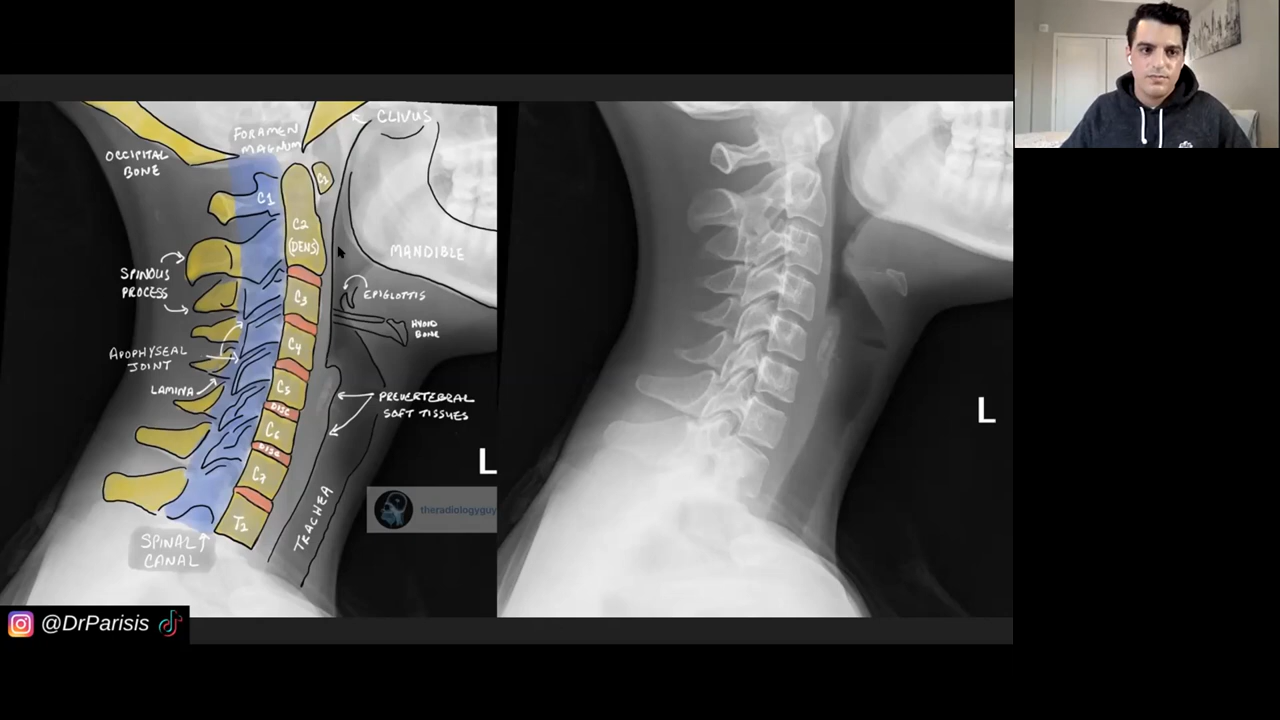 CLIVUS
FORAMEN
MAGNUM
OCCIPITAL
BONE
C1
C1
C2
(DENS)
MANDIBLE
SPINOUS
PROCESS
C3
EPIGLOTTIS
HYOID
BONE
C4
APOPHYSEAL
JOINT
LAMINA
C5
PREVERTEBRAL
SOFT TISSUES
DISC
C6
DISC
C7
L
L
theradiologyguy
T2
TRACHEA
SPINAL
CANAL
@DrParisis